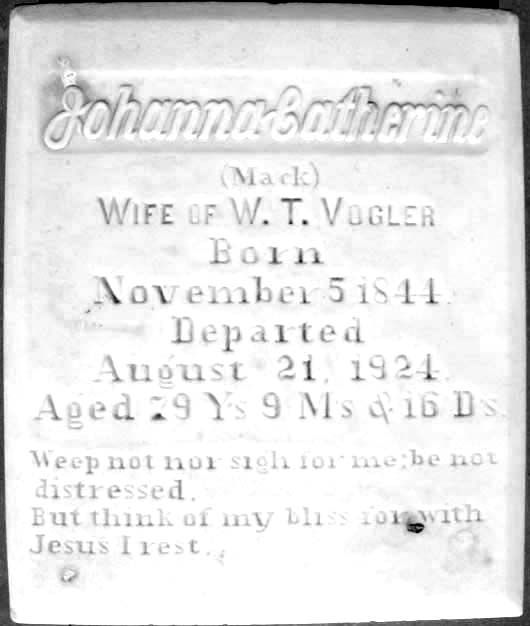 Johanna Catherine
(Mack)
WIFE OF W. T. VOGLER
Born
November 5 1844.
Departed
August 21, 1924.
Aged 79 Ys 9 Ms & 16 Ds.
Weep not nor sigh for me; be not
distressed.
But think of my bliss for with
Jesus I rest.